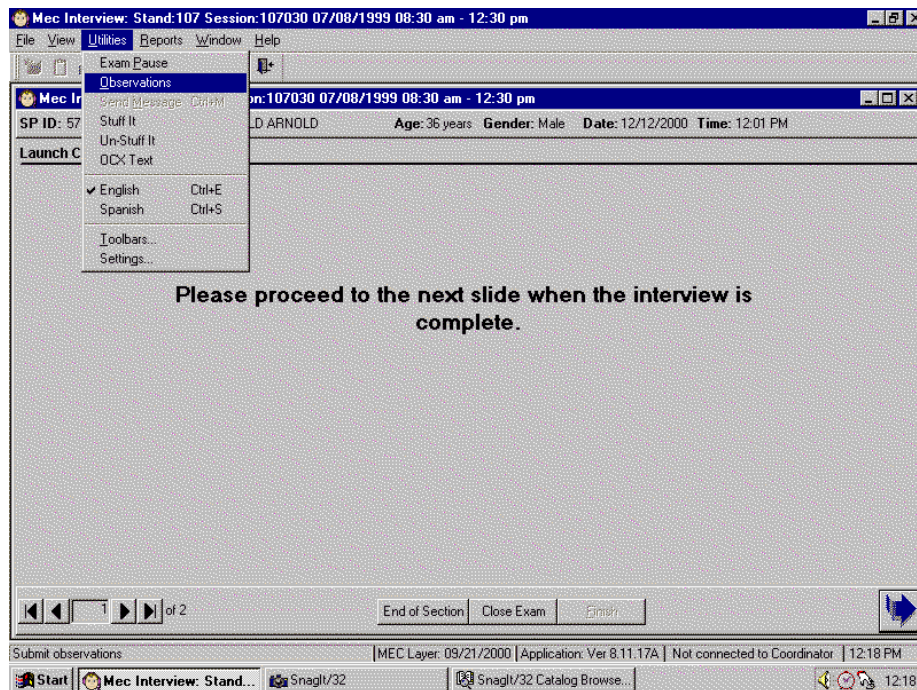 Mec Interview: Stand:107 Session:107030 07/08/1999 08:30 am - 12:30 pm
File View Utilities Reports Window Help
Exam Pause
Observations
Send Message Ctrl+M
Stuff It
Un-Stuff It
OCX Text
English Ctrl+E
Spanish Ctrl+S
Toolbars...
Settings...
Mec In on:107030 07/08/1999 08:30 am - 12:30 pm
SP ID: 57 LD ARNOLD Age: 36 years Gender: Male Date: 12/12/2000 Time: 12:01 PM
Launch C
Please proceed to the next slide when the interview is
complete.
1 of 2 End of Section Close Exam Finish
Submit observations MEC Layer: 09/21/2000 Application: Ver 8.11.17A Not connected to Coordinator 12:18 PM
Start Mec Interview: Stand... SnagIt/32 SnagIt/32 Catalog Browse... 12:18